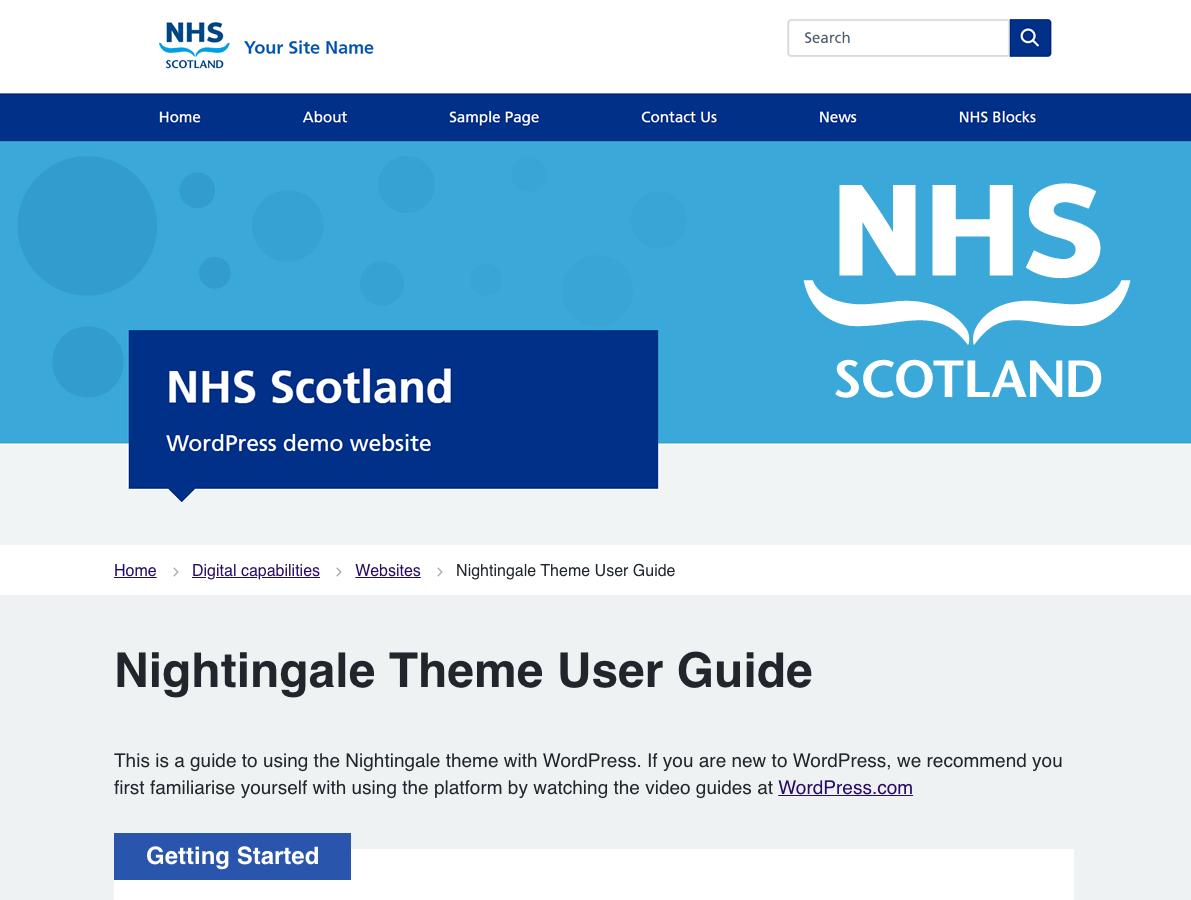 NHS
SCOTLAND
Your Site Name
Search
Home About Sample Page Contact Us News NHS Blocks
NHS
SCOTLAND
NHS Scotland
WordPress demo website
Home > Digital capabilities > Websites > Nightingale Theme User Guide
Nightingale Theme User Guide
This is a guide to using the Nightingale theme with WordPress. If you are new to WordPress, we recommend you
first familiarise yourself with using the platform by watching the video guides at WordPress.com
Getting Started